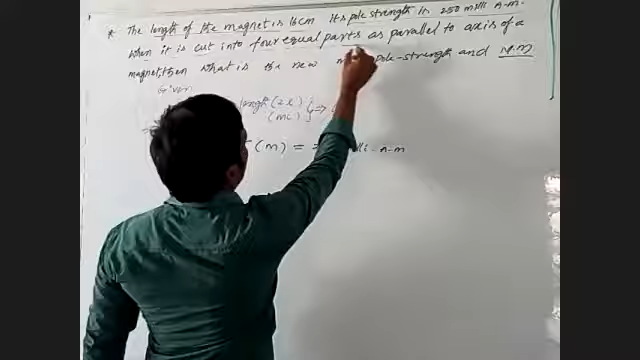 * The length of the magnet is 16cm its pole strength is 250 milli A-m.
when it is cut into four equal parts as parallel to axis of a
magnet, then what is the new pole-strength and M.M
Given
length (2l)
(ml)
(m) =
A-m